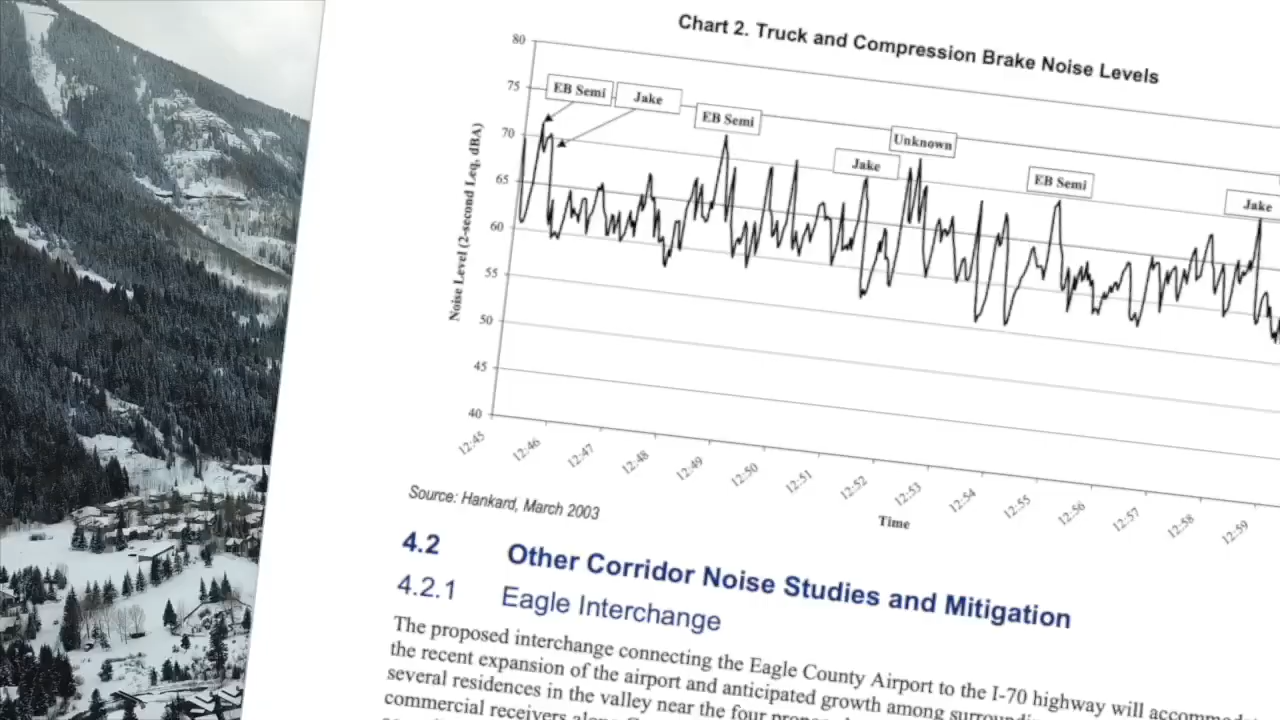 Chart 2. Truck and Compression Brake Noise Levels
80
75
70
65
60
55
50
45
40
Noise Level (2-second Leq, dBA)
EB Semi
Jake
EB Semi
Jake
Unknown
EB Semi
Jake
12:45
12:46
12:47
12:48
12:49
12:50
12:51
12:52
12:53
12:54
12:55
12:56
12:57
12:58
12:59
Time
Source: Hankard, March 2003
4.2 Other Corridor Noise Studies and Mitigation
4.2.1 Eagle Interchange
The proposed interchange connecting the Eagle County Airport to the I-70 highway will
the recent expansion of the airport and anticipated growth among
several residences in the valley near the four
commercial receivers